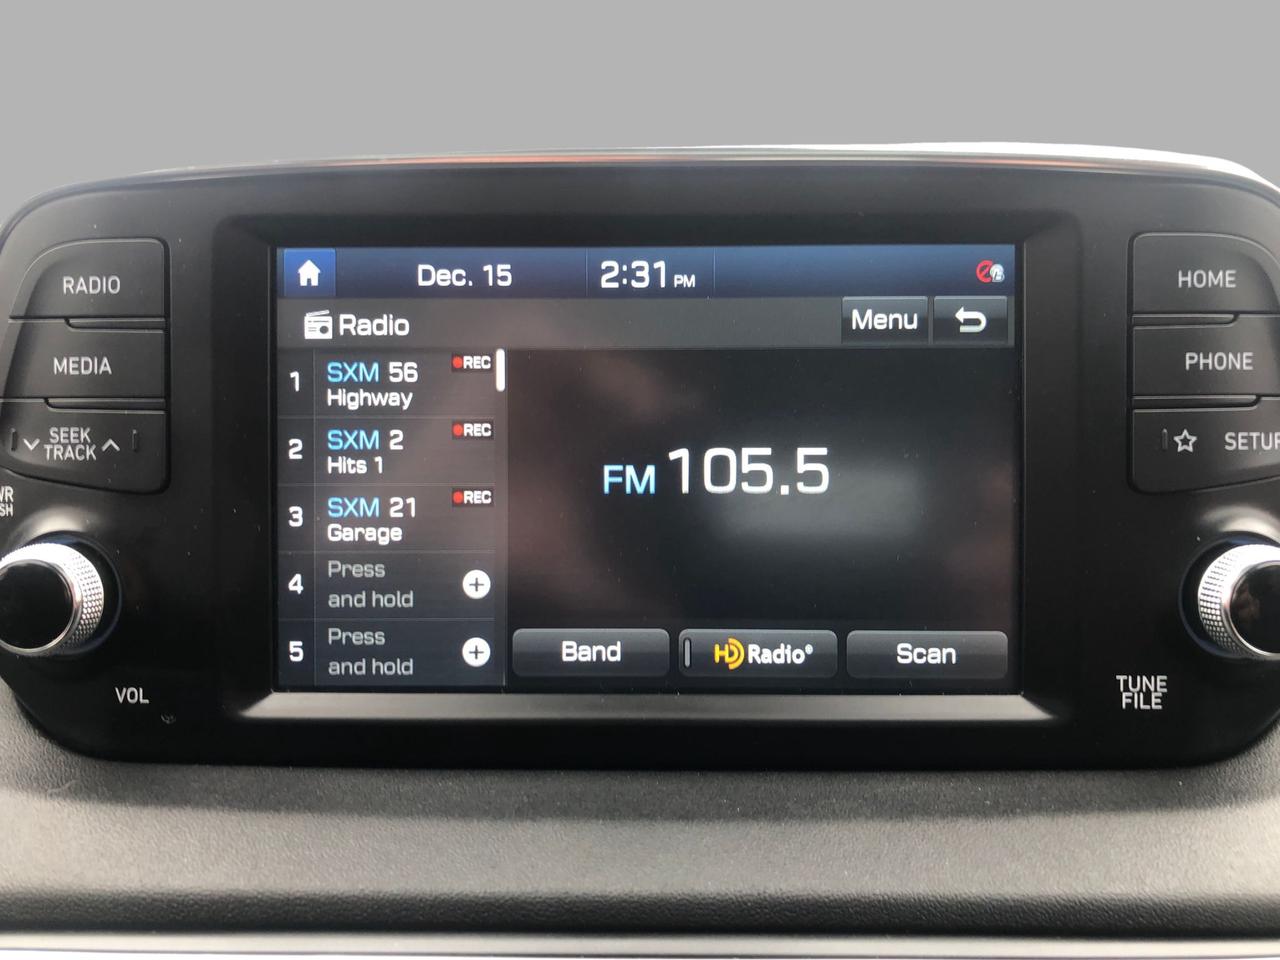 RADIO
MEDIA
SEEK
TRACK
VOL
Dec. 15
2:31 PM
Radio
Menu
1 SXM 56 REC
Highway
2 SXM 2 REC
Hits 1
3 SXM 21 REC
Garage
4 Press
and hold
5 Press
and hold
FM 105.5
Band
HD Radio®
Scan
HOME
PHONE
SETUP
TUNE
FILE